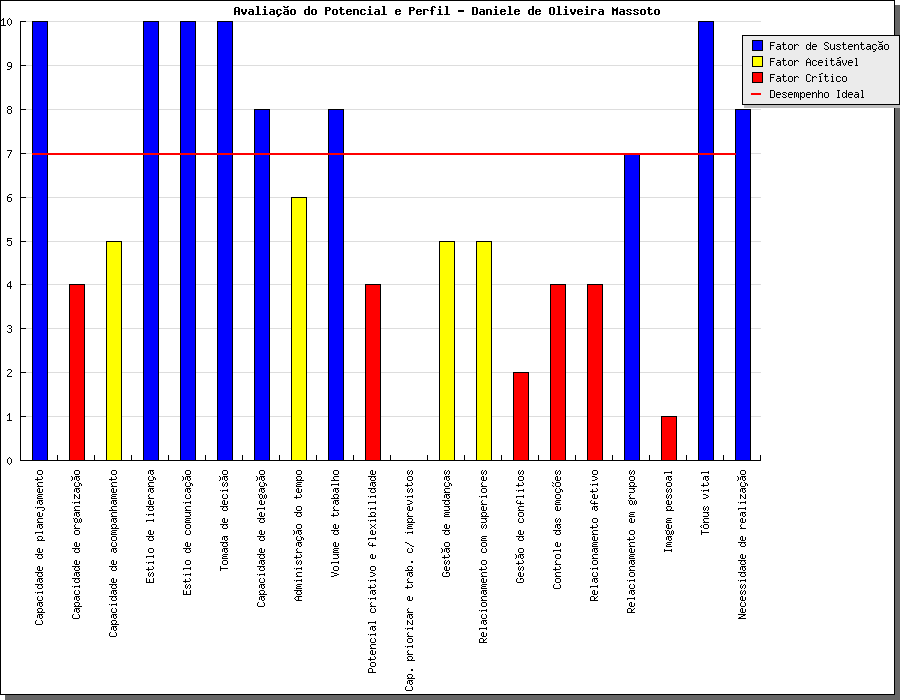 Avaliação do Potencial e Perfil - Daniele de Oliveira Massoto
Fator de Sustentação
Fator Aceitável
Fator Crítico
Desempenho Ideal
10
9
8
7
6
5
4
3
2
1
0
Capacidade de planejamento
Capacidade de organização
Capacidade de acompanhamento
Estilo de liderança
Estilo de comunicação
Tomada de decisão
Capacidade de delegação
Administração do tempo
Volume de trabalho
Potencial criativo e flexibilidade
Cap. priorizar e trab. c/ imprevistos
Gestão de mudanças
Relacionamento com superiores
Gestão de conflitos
Controle das emoções
Relacionamento afetivo
Relacionamento em grupos
Imagem pessoal
Tônus vital
Necessidade de realização